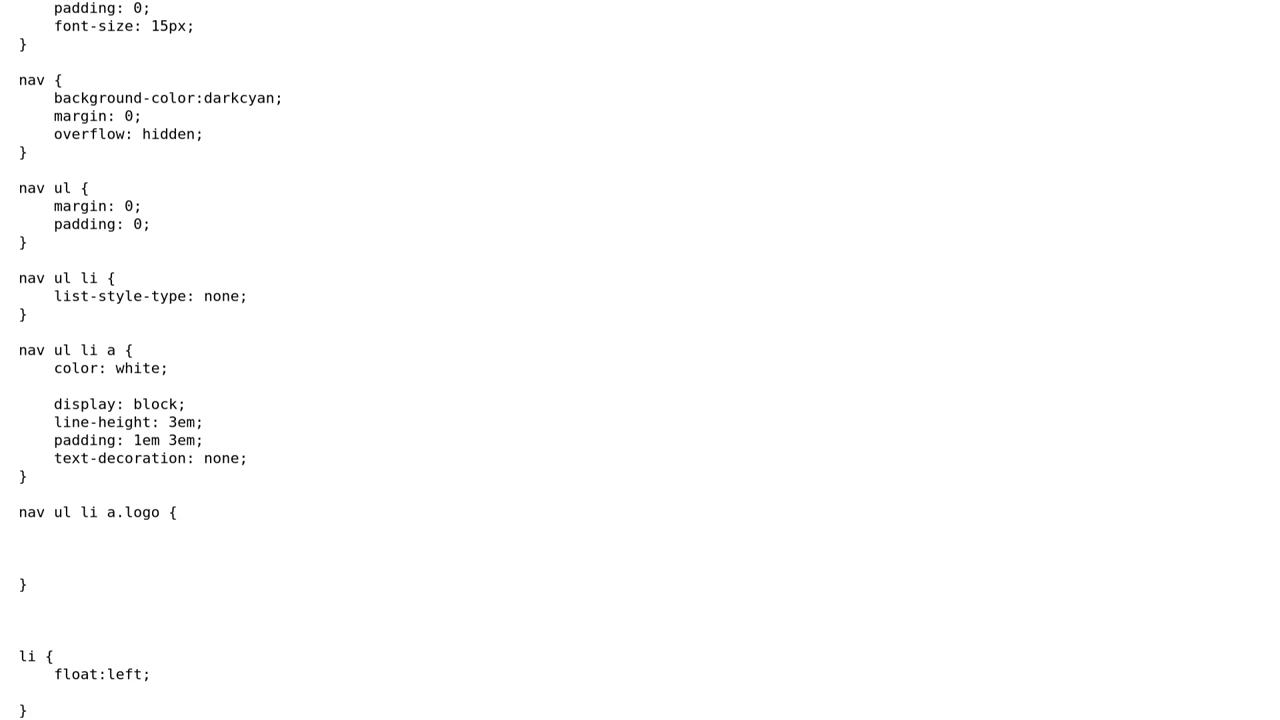 padding: 0;
    font-size: 15px;
}

nav {
    background-color:darkcyan;
    margin: 0;
    overflow: hidden;
}

nav ul {
    margin: 0;
    padding: 0;
}

nav ul li {
    list-style-type: none;
}

nav ul li a {
    color: white;

    display: block;
    line-height: 3em;
    padding: 1em 3em;
    text-decoration: none;
}

nav ul li a.logo {



}



li {
    float:left;

}